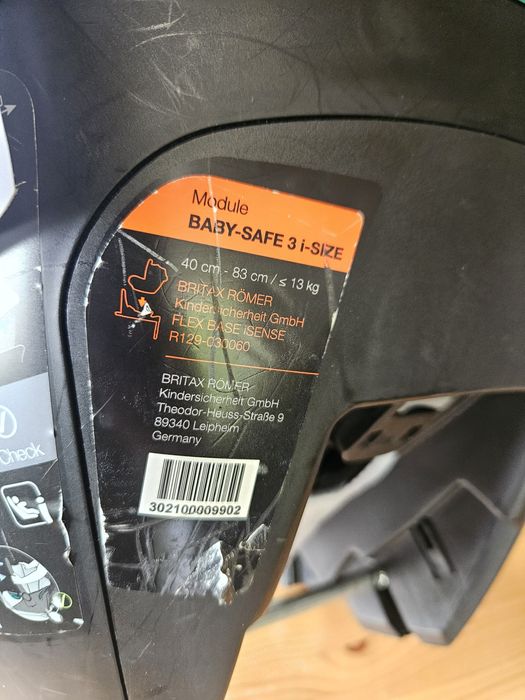 Module
BABY-SAFE 3 i-SIZE
40 cm - 83 cm / ≤ 13 kg
BRITAX RÖMER
Kindersicherheit GmbH
FLEX BASE iSENSE
R129-030060
BRITAX RÖMER
Kindersicherheit GmbH
Theodor-Heuss-Straße 9
89340 Leipheim
Germany
302100009902
Check